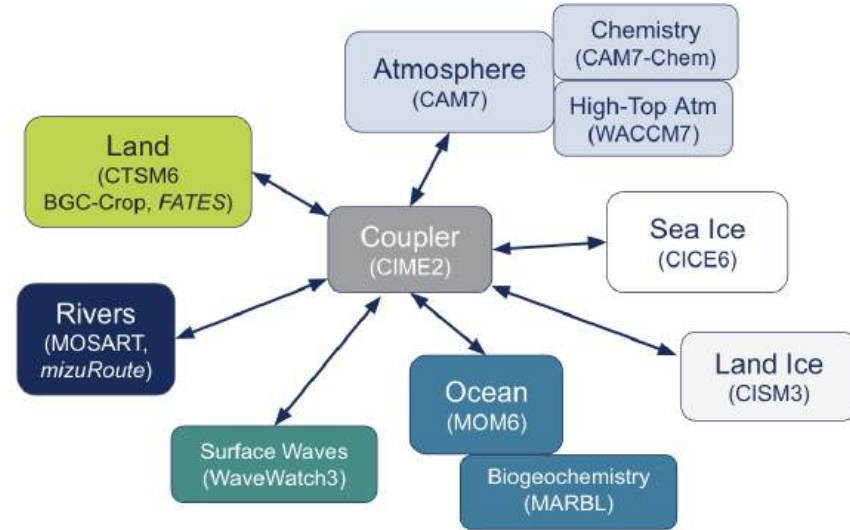 Chemistry
(CAM7-Chem)
Atmosphere
(CAM7)
High-Top Atm
(WACCM7)
Land
(CTSM6
BGC-Crop, FATES)
Coupler
(CIME2)
Sea Ice
(CICE6)
Rivers
(MOSART,
mizuRoute)
Land Ice
(CISM3)
Ocean
(MOM6)
Surface Waves
(WaveWatch3)
Biogeochemistry
(MARBL)